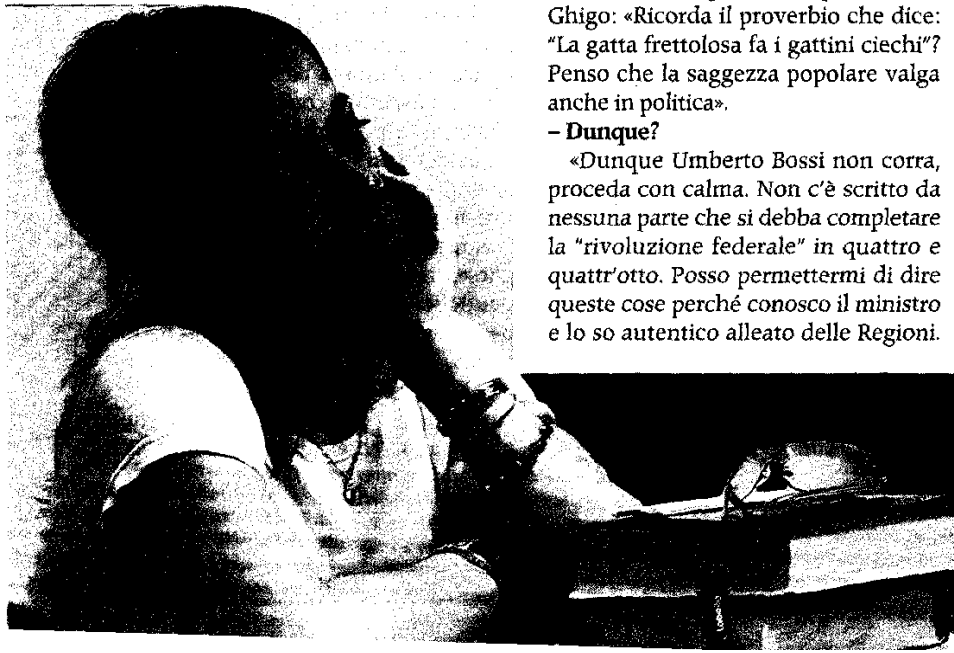 Ghigo: «Ricorda il proverbio che dice:
"La gatta frettolosa fa i gattini ciechi"?
Penso che la saggezza popolare valga
anche in politica».
– Dunque?
«Dunque Umberto Bossi non corra,
proceda con calma. Non c'è scritto da
nessuna parte che si debba completare
la "rivoluzione federale" in quattro e
quattr'otto. Posso permettermi di dire
queste cose perché conosco il ministro
e lo so autentico alleato delle Regioni.